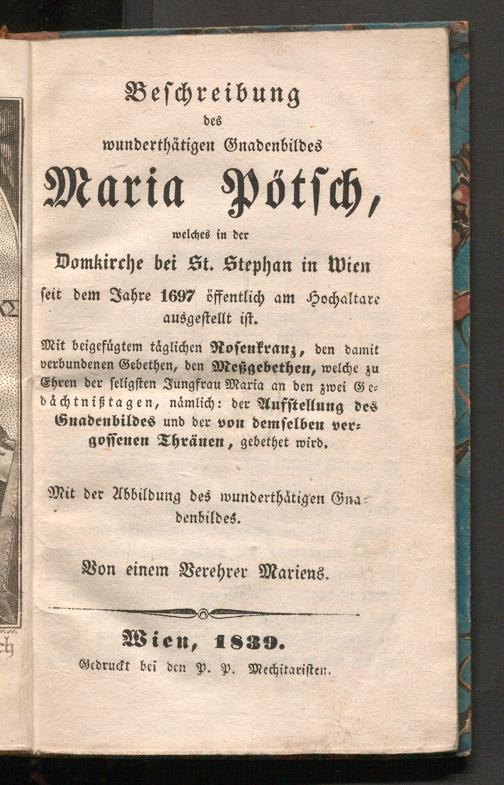 Beſchreibung
des
wunderthätigen Gnadenbildes
Maria Pötſch,
welches in der
Domkirche bei St. Stephan in Wien
ſeit dem Jahre 1697 öffentlich am Hochaltare
ausgeſtellt iſt.
Mit beigefügtem täglichen Roſenkranz, den damit
verbundenen Gebethen, den Meßgebethen, welche zu
Ehren der ſeligſten Jungfrau Maria an den zwei Ge-
dächtnißtagen, nämlich: der Aufſtellung des
Gnadenbildes und der von demſelben ver-
goſſenen Thränen, gebethet wird.
Mit der Abbildung des wunderthätigen Gna-
denbildes.
Von einem Verehrer Mariens.
Wien, 1839.
Gedruckt bei den P. P. Mechitariſten.